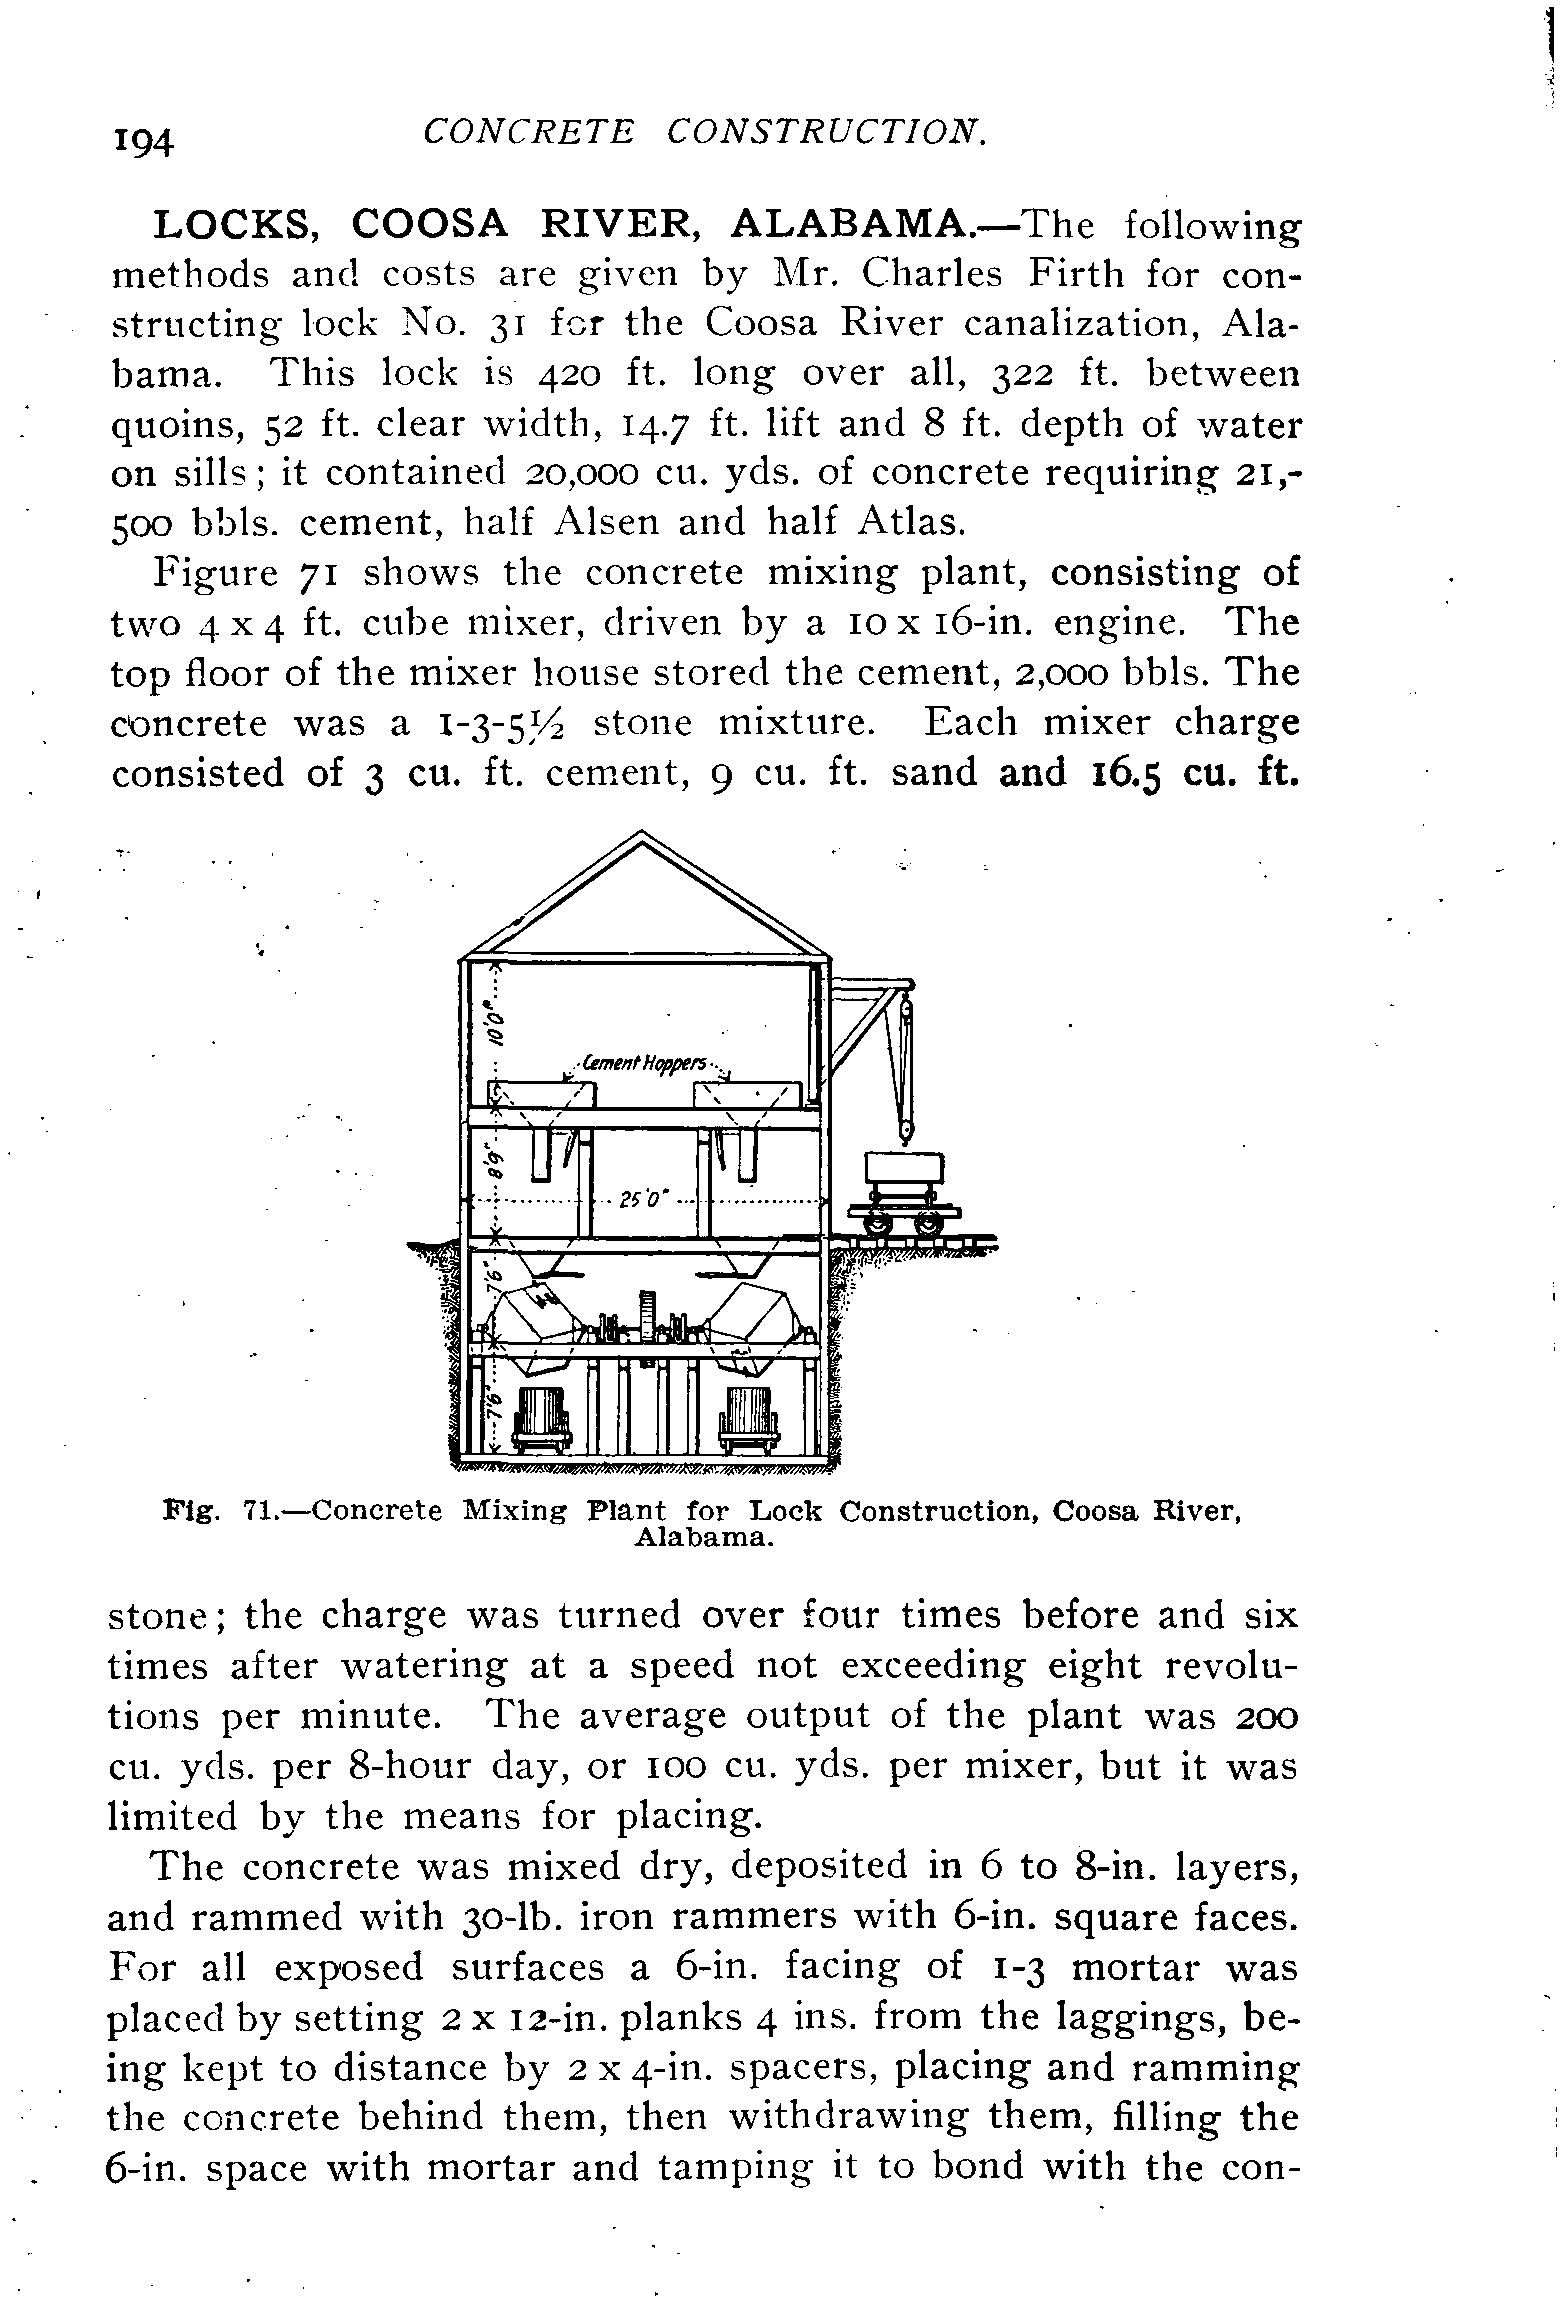 194 CONCRETE CONSTRUCTION.
LOCKS, COOSA RIVER, ALABAMA.—The following
methods and costs are given by Mr. Charles Firth for con-
structing lock No. 31 for the Coosa River canalization, Ala-
bama. This lock is 420 ft. long over all, 322 ft. between
quoins, 52 ft. clear width, 14.7 ft. lift and 8 ft. depth of water
on sills; it contained 20,000 cu. yds. of concrete requiring 21,-
500 bbls. cement, half Alsen and half Atlas.
Figure 71 shows the concrete mixing plant, consisting of
two 4 x 4 ft. cube mixer, driven by a 10 x 16-in. engine. The
top floor of the mixer house stored the cement, 2,000 bbls. The
concrete was a 1-3-5½ stone mixture. Each mixer charge
consisted of 3 cu. ft. cement, 9 cu. ft. sand and 16.5 cu. ft.
10'0"
Cement Hoppers
8'9"
25'0"
7'6"
7'6"
Fig. 71.—Concrete Mixing Plant for Lock Construction, Coosa River,
Alabama.
stone; the charge was turned over four times before and six
times after watering at a speed not exceeding eight revolu-
tions per minute. The average output of the plant was 200
cu. yds. per 8-hour day, or 100 cu. yds. per mixer, but it was
limited by the means for placing.
The concrete was mixed dry, deposited in 6 to 8-in. layers,
and rammed with 30-lb. iron rammers with 6-in. square faces.
For all exposed surfaces a 6-in. facing of 1-3 mortar was
placed by setting 2 x 12-in. planks 4 ins. from the laggings, be-
ing kept to distance by 2 x 4-in. spacers, placing and ramming
the concrete behind them, then withdrawing them, filling the
6-in. space with mortar and tamping it to bond with the con-